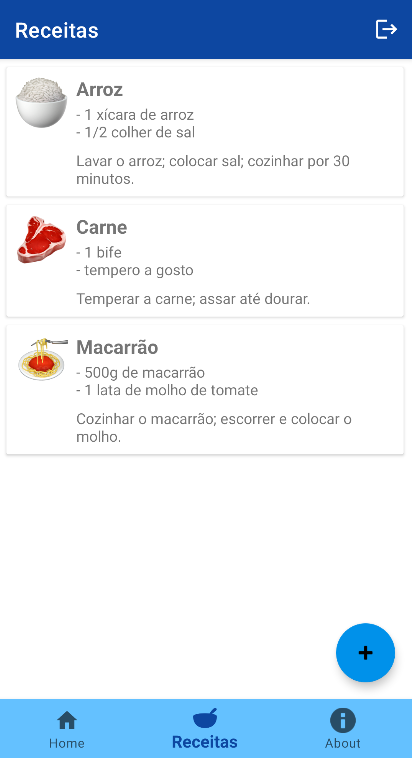 Receitas
Arroz
- 1 xícara de arroz
- 1/2 colher de sal
Lavar o arroz; colocar sal; cozinhar por 30
minutos.
Carne
- 1 bife
- tempero a gosto
Temperar a carne; assar até dourar.
Macarrão
- 500g de macarrão
- 1 lata de molho de tomate
Cozinhar o macarrão; escorrer e colocar o
molho.
+
Home
Receitas
About